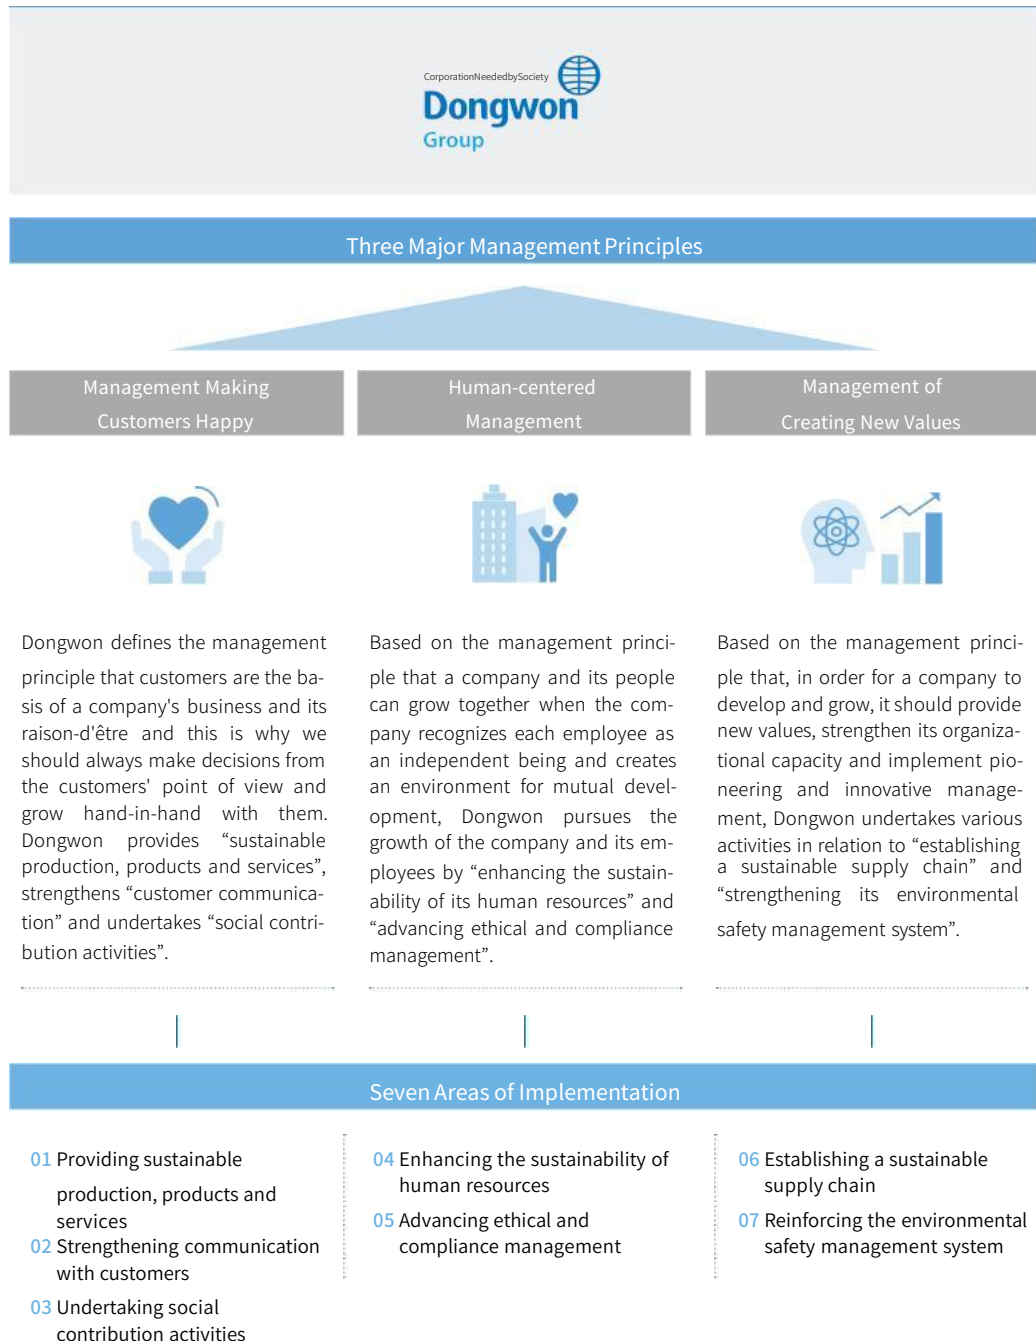 CorporationNeededbySociety
Dongwon
Group
Three Major Management Principles
Management Making
Customers Happy
Human-centered
Management
Management of
Creating New Values
Dongwon defines the management
principle that customers are the ba-
sis of a company's business and its
raison-d'être and this is why we
should always make decisions from
the customers' point of view and
grow hand-in-hand with them.
Dongwon provides “sustainable
production, products and services”,
strengthens “customer communica-
tion” and undertakes “social contri-
bution activities”.
Based on the management princi-
ple that a company and its people
can grow together when the com-
pany recognizes each employee as
an independent being and creates
an environment for mutual devel-
opment, Dongwon pursues the
growth of the company and its em-
ployees by “enhancing the sustain-
ability of its human resources” and
“advancing ethical and compliance
management”.
Based on the management princi-
ple that, in order for a company to
develop and grow, it should provide
new values, strengthen its organiza-
tional capacity and implement pio-
neering and innovative manage-
ment, Dongwon undertakes various
activities in relation to “establishing
a sustainable supply chain” and
“strengthening its environmental
safety management system”.
Seven Areas of Implementation
01 Providing sustainable
production, products and
services
02 Strengthening communication
with customers
03 Undertaking social
contribution activities
04 Enhancing the sustainability of
human resources
05 Advancing ethical and
compliance management
06 Establishing a sustainable
supply chain
07 Reinforcing the environmental
safety management system